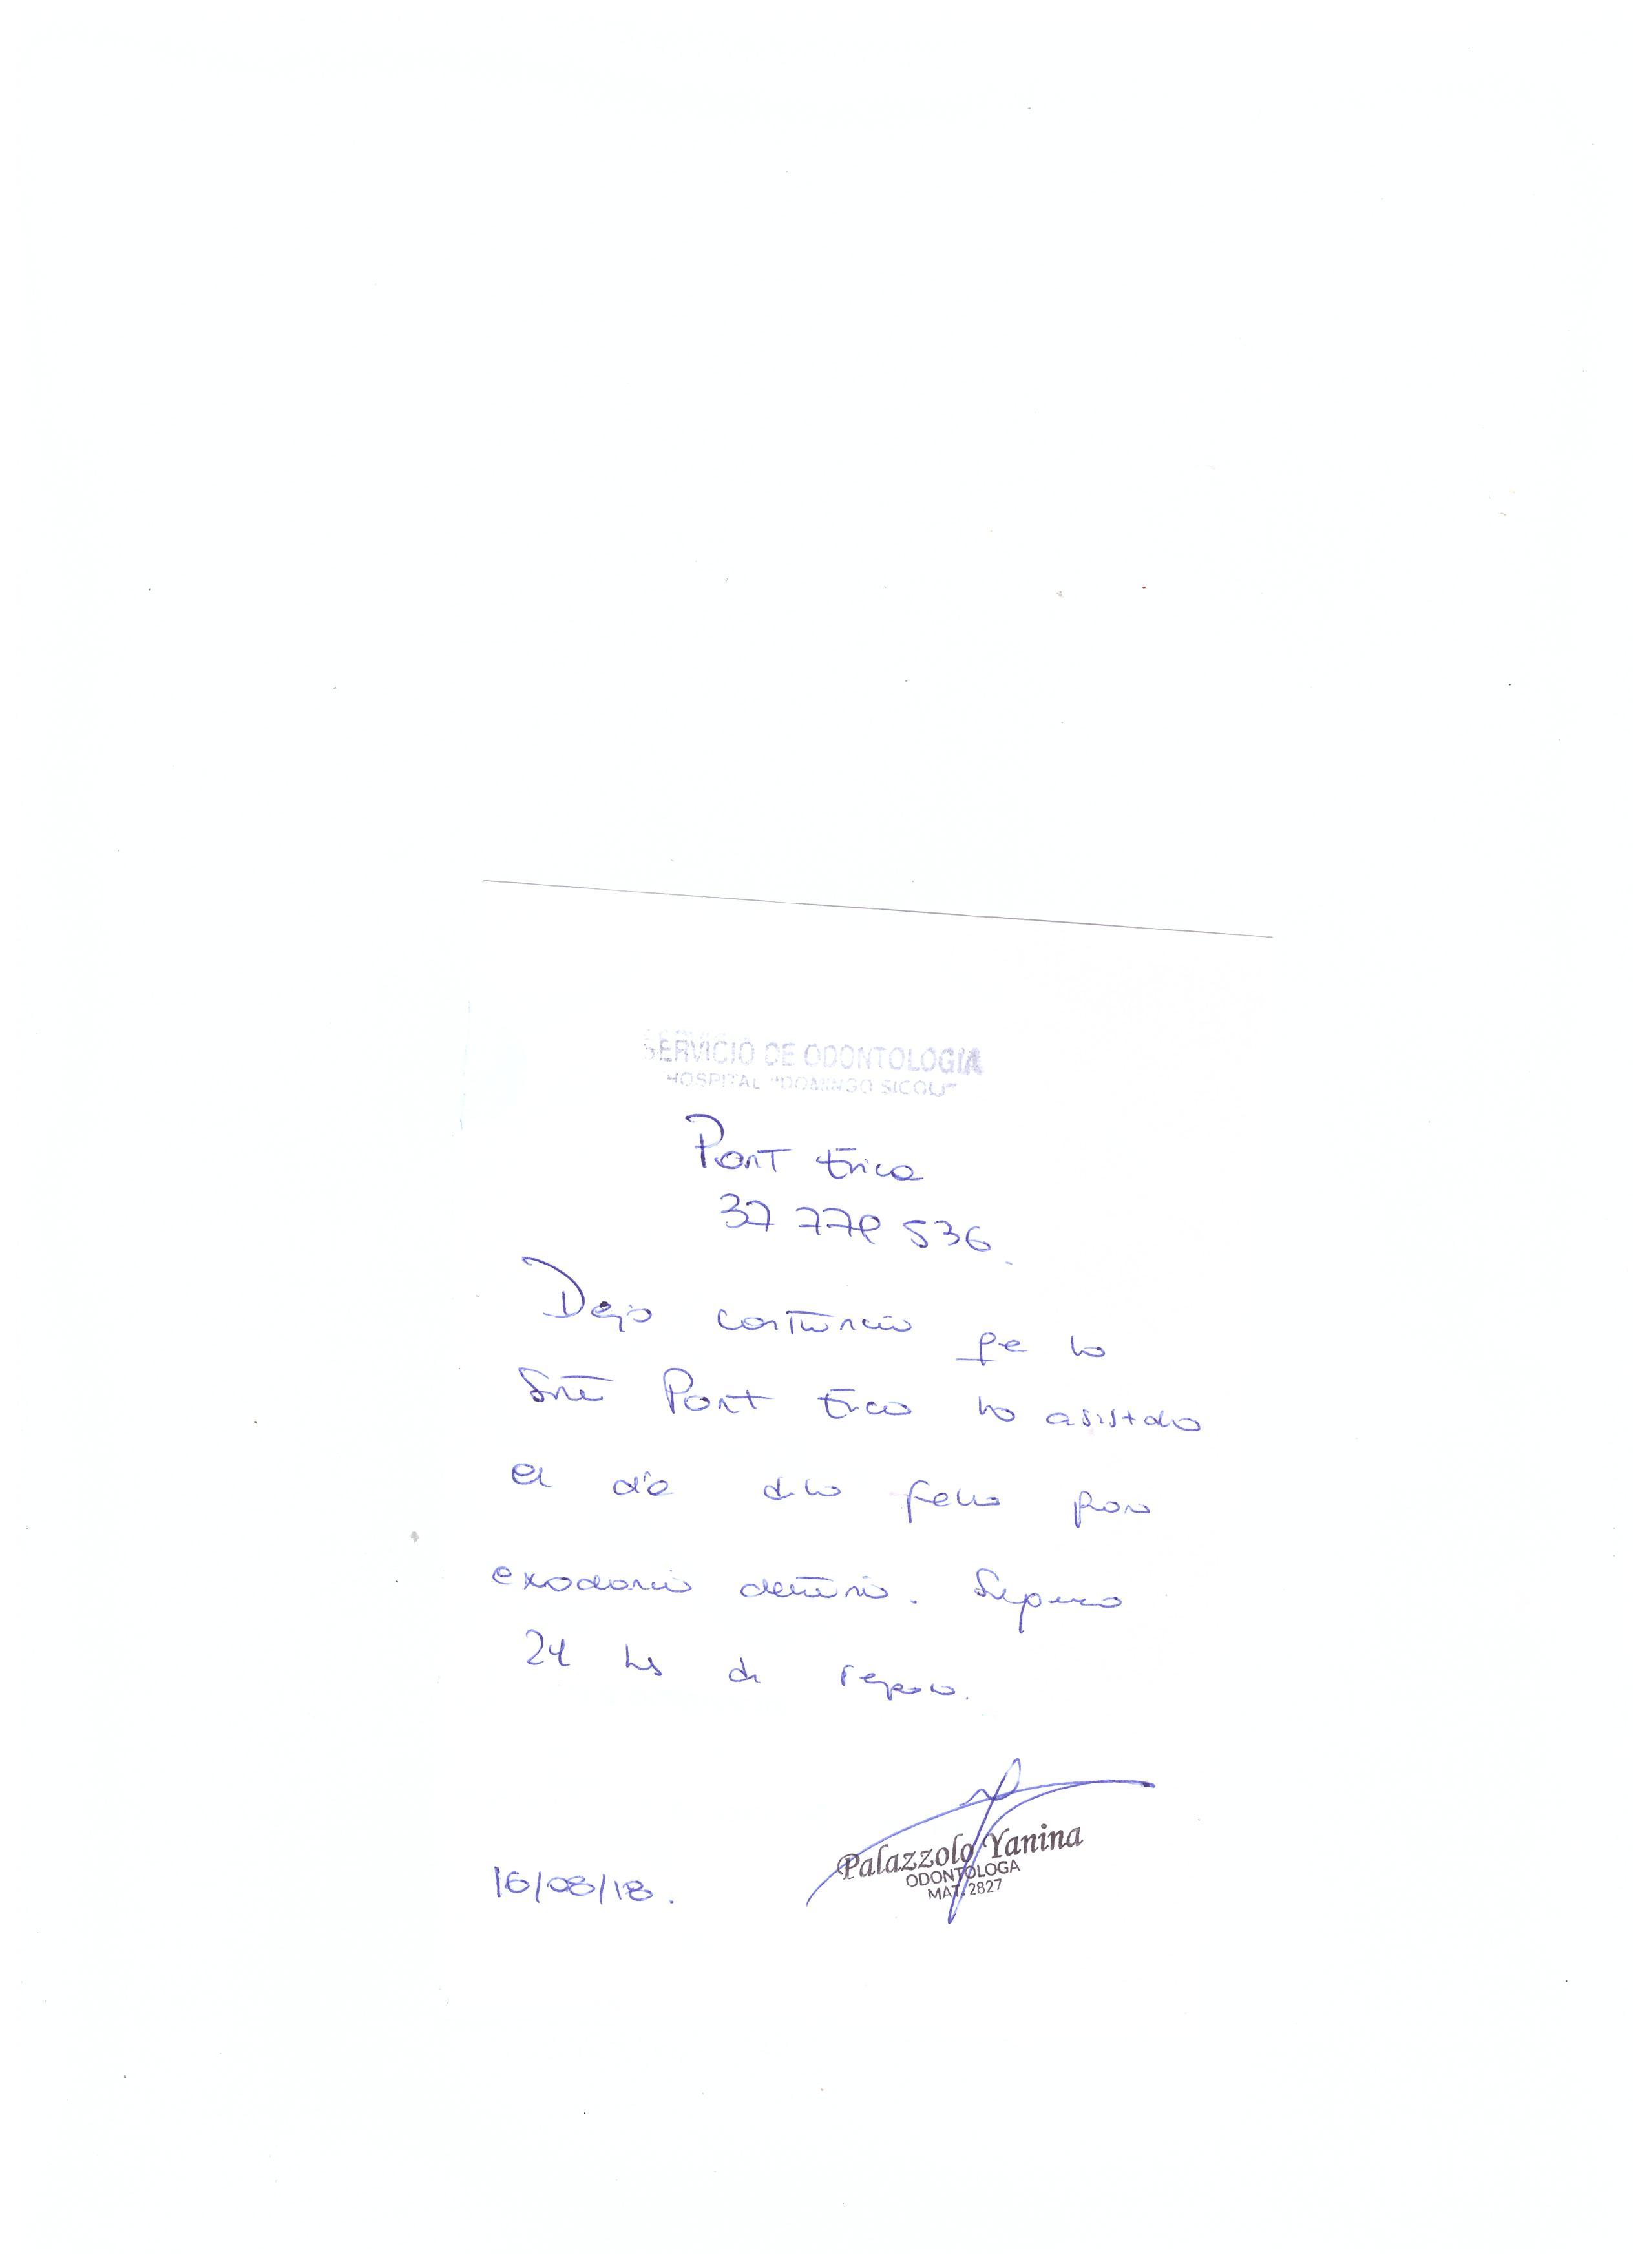 SERVICIO DE ODONTOLOGIA
HOSPITAL "DOMINGO SICOLI"
Pont Erica
37 778 536.
Dejo constancia que la
Srta Pont Erica ha asistido
el día de la fecha para
exodoncia dentaria. Sugiero
24 hs de reposo.
Palazzolo Yanina
ODONTOLOGA
MAT. 2827
16/08/18.